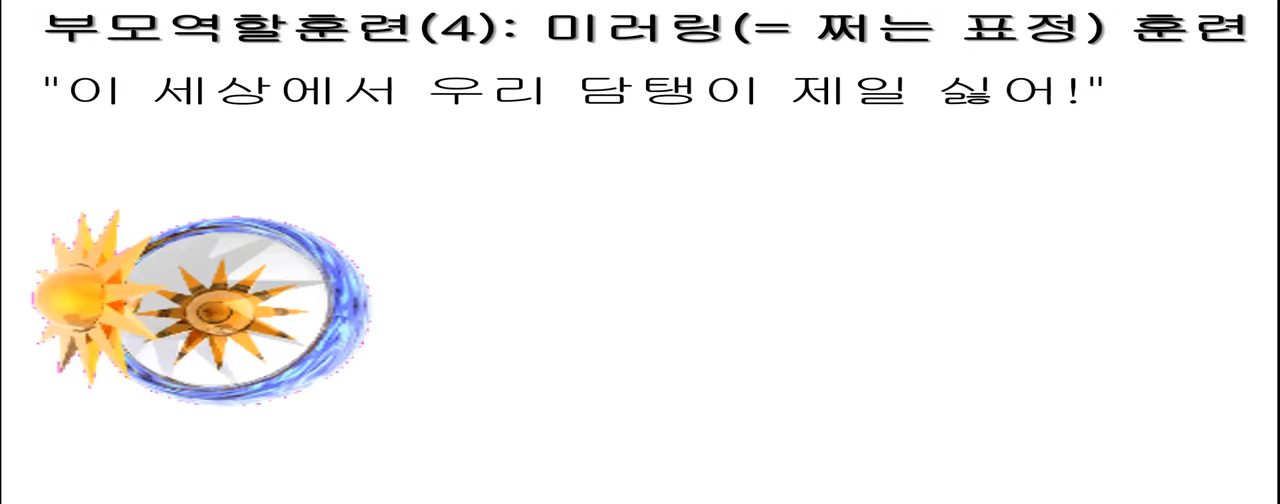 부모역할훈련(4): 미러링(= 쩌는 표정) 훈련
"이 세상에서 우리 담탱이 제일 싫어!"